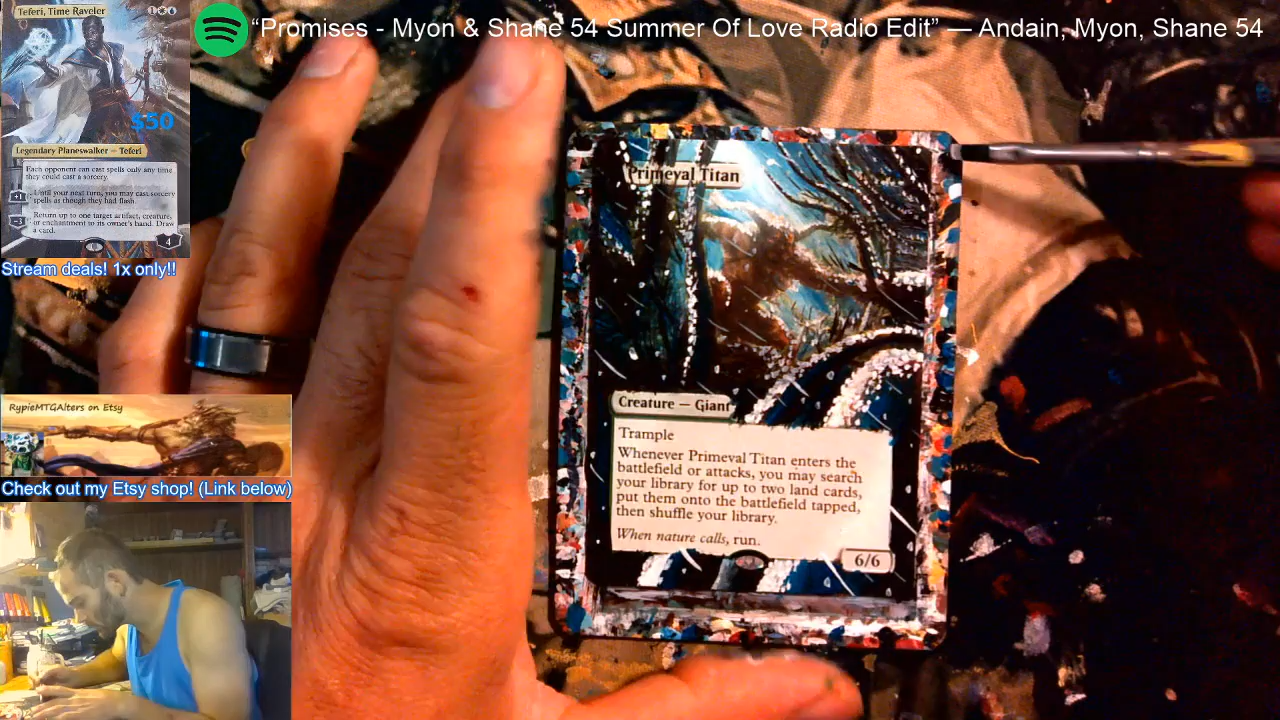 Teferi, Time Raveler
"Promises - Myon & Shane 54 Summer Of Love Radio Edit" — Andain, Myon, Shane 54
$50
Legendary Planeswalker — Teferi
Each opponent can cast spells only any time
they could cast a sorcery.
+1
Until your next turn, you may cast sorcery
spells as though they had flash.
-3
Return up to one target artifact, creature,
or enchantment to its owner's hand. Draw
a card.
4
Stream deals! 1x only!!
RypieMTGAlters on Etsy
Check out my Etsy shop! (Link below)
Primeval Titan
Creature — Giant
Trample
Whenever Primeval Titan enters the
battlefield or attacks, you may search
your library for up to two land cards,
put them onto the battlefield tapped,
then shuffle your library.
When nature calls, run.
6/6